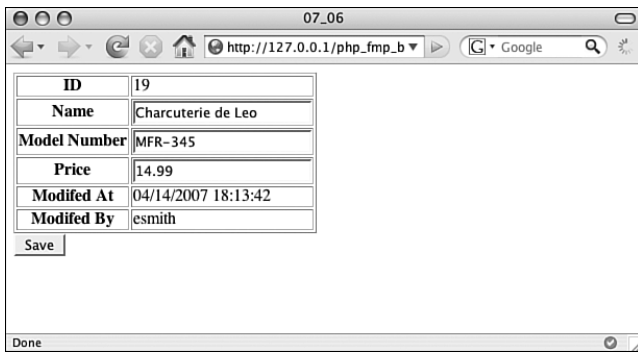 07_06
http://127.0.0.1/php_fmp_b
G Google
ID 19
Name Charcuterie de Leo
Model Number MFR-345
Price 14.99
Modifed At 04/14/2007 18:13:42
Modifed By esmith
Save
Done